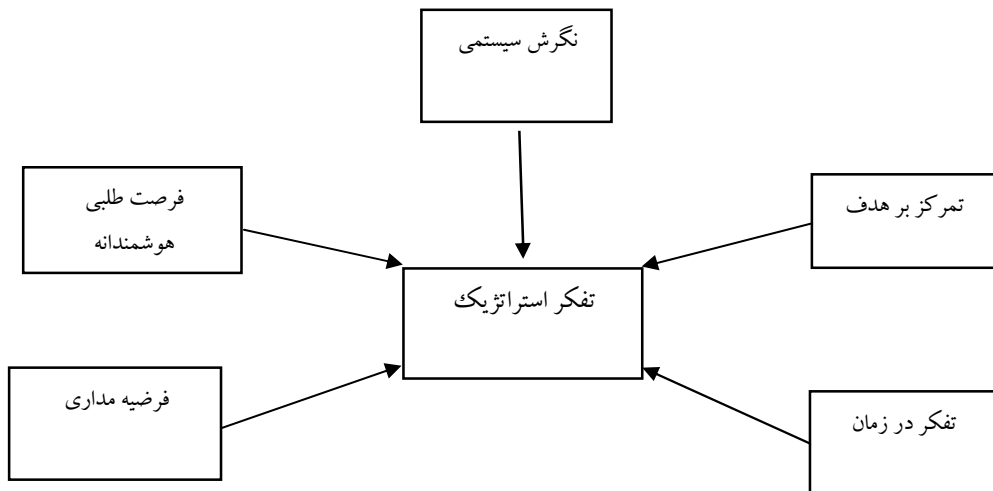 نگرش سیستمی
تمرکز بر هدف
فرصت طلبی
هوشمندانه
تفکر استراتژیک
فرضیه مداری
تفکر در زمان